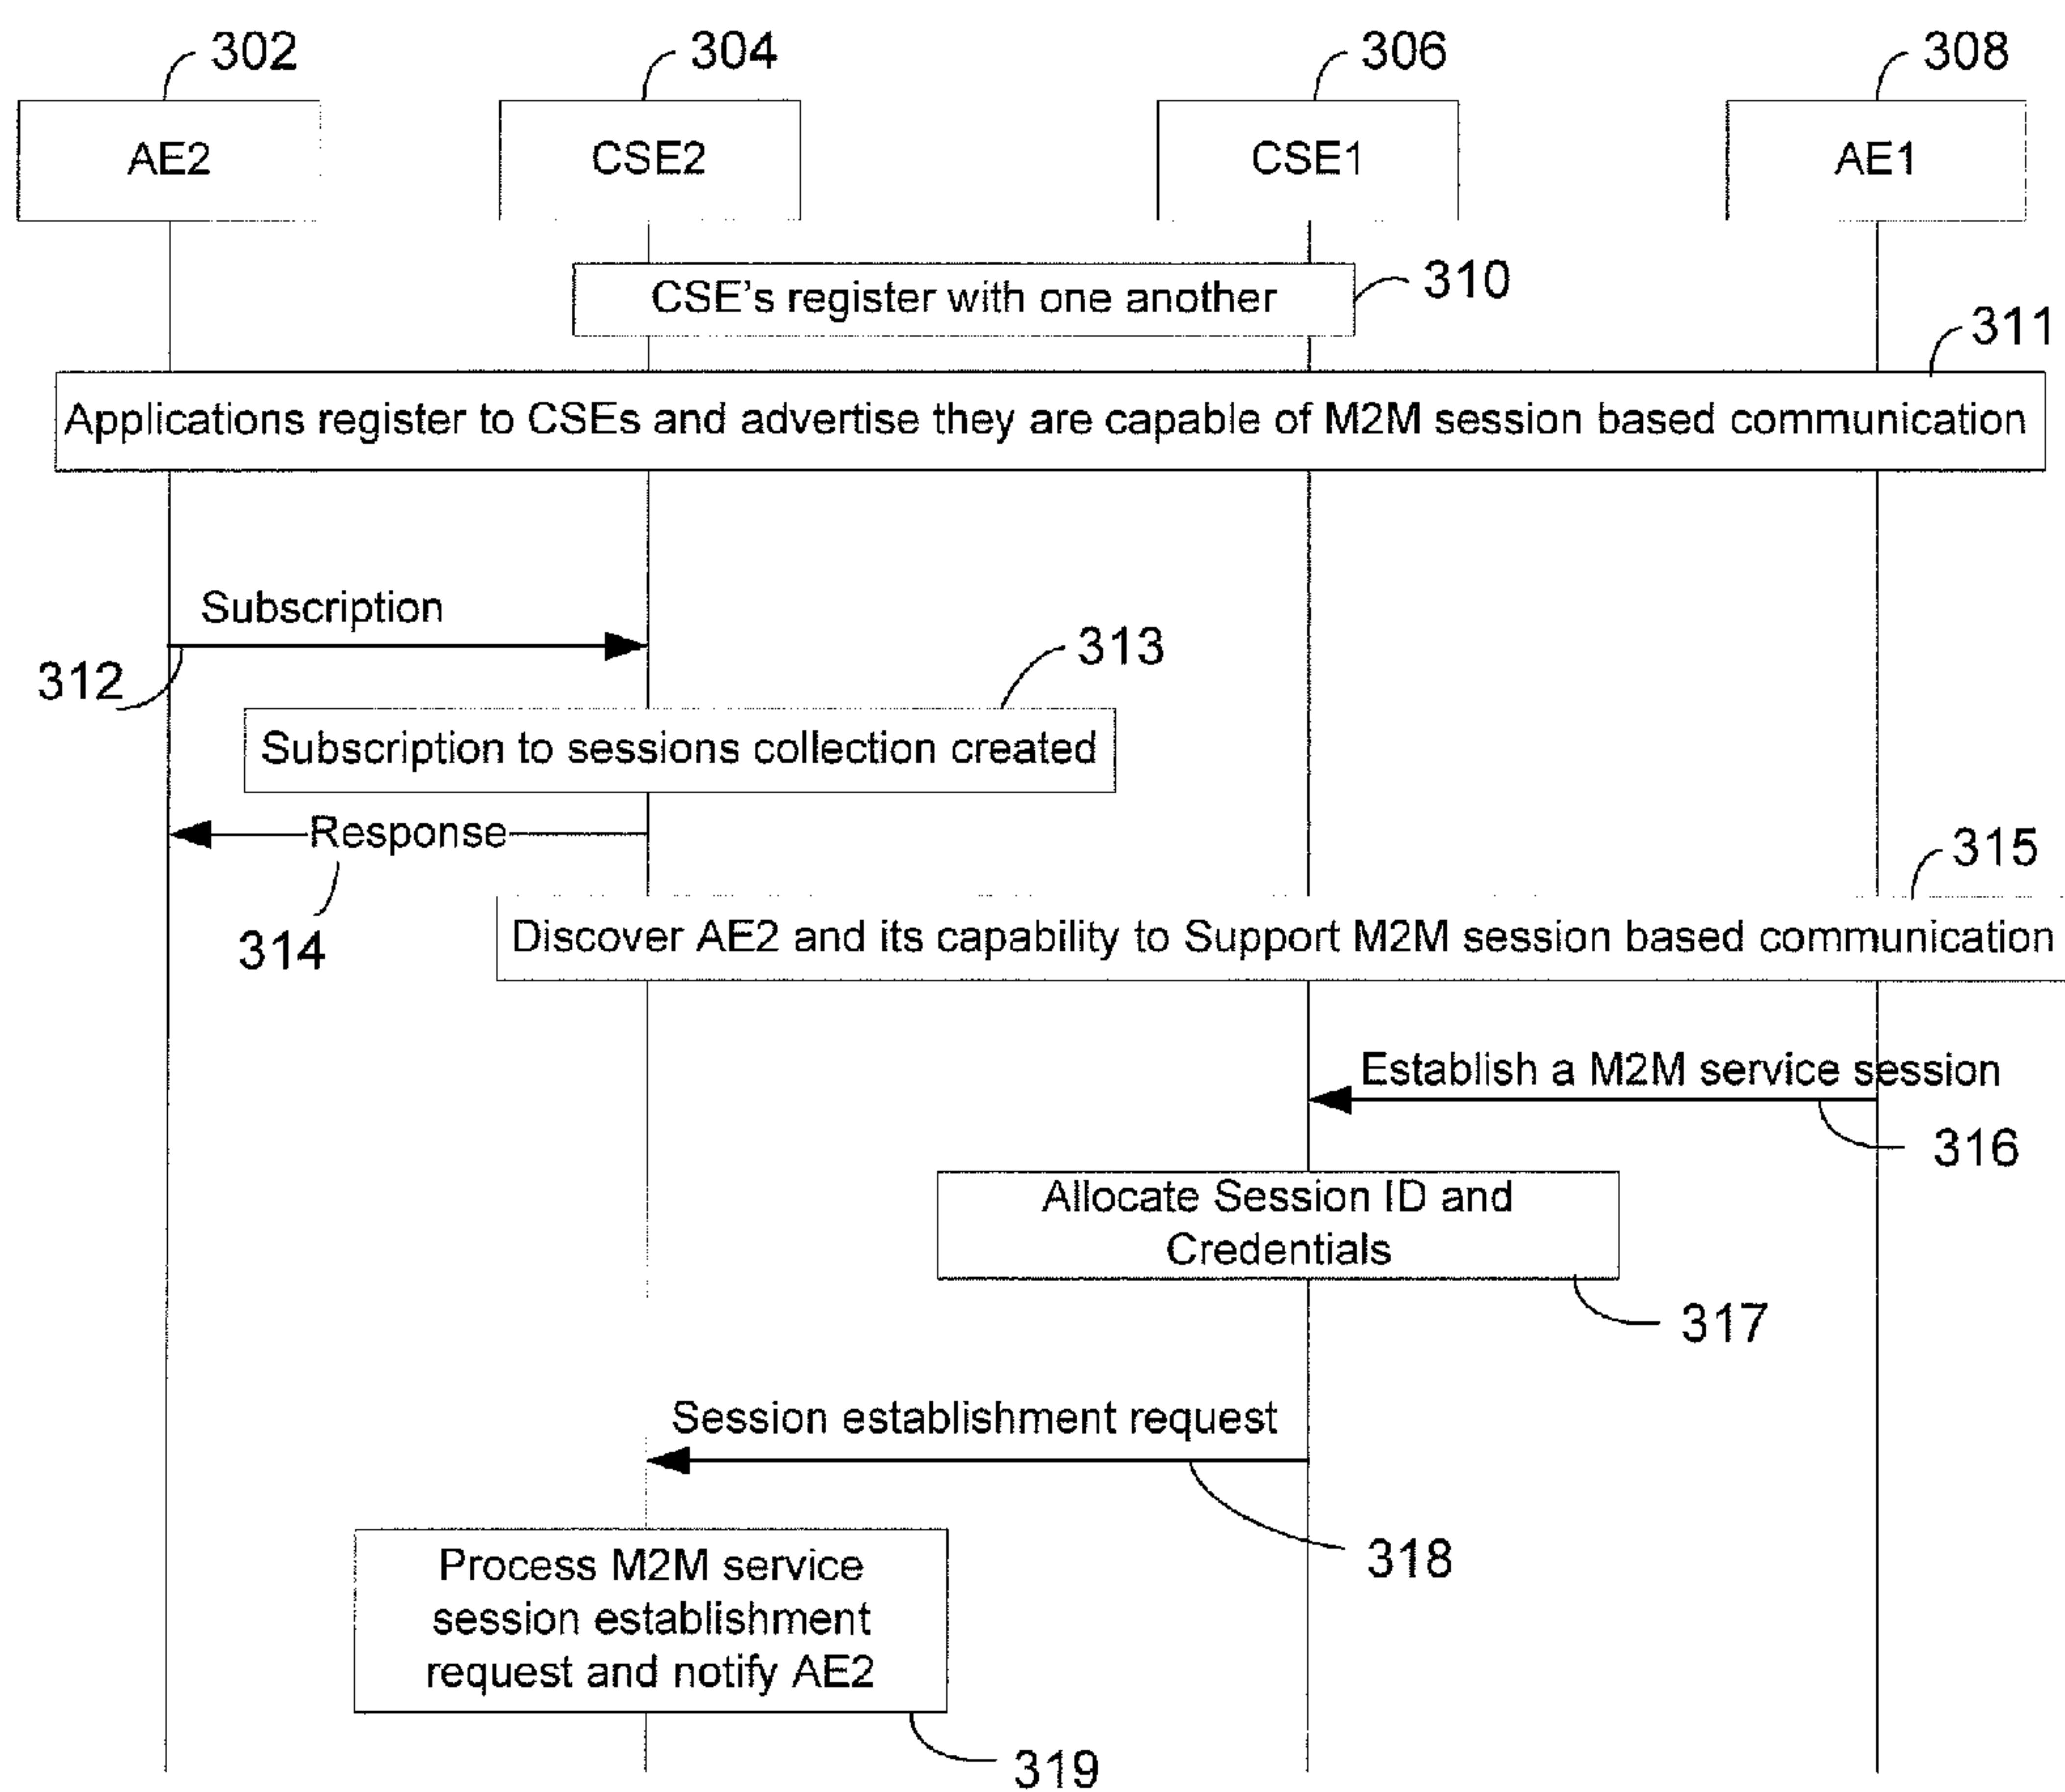 302
304
306
308
AE2
CSE2
CSE1
AE1
CSE's register with one another
310
311
Applications register to CSEs and advertise they are capable of M2M session based communication
Subscription
312
313
Subscription to sessions collection created
Response
314
315
Discover AE2 and its capability to Support M2M session based communication
Establish a M2M service session
316
Allocate Session ID and
Credentials
317
Session establishment request
318
Process M2M service
session establishment
request and notify AE2
319